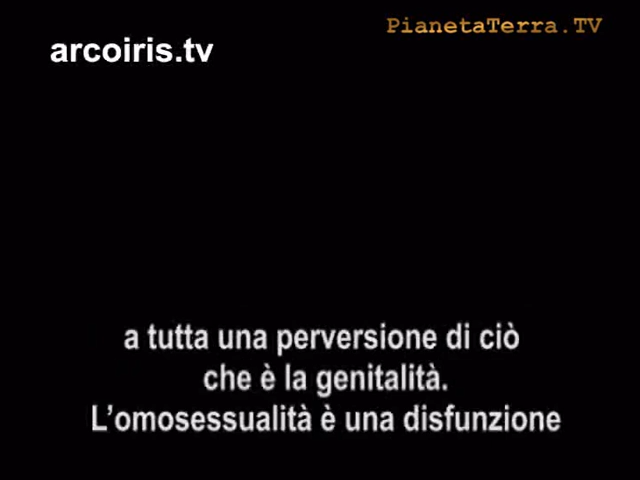 PianetaTerra.TV
arcoiris.tv
a tutta una perversione di ciò
che è la genitalità.
L'omosessualità è una disfunzione